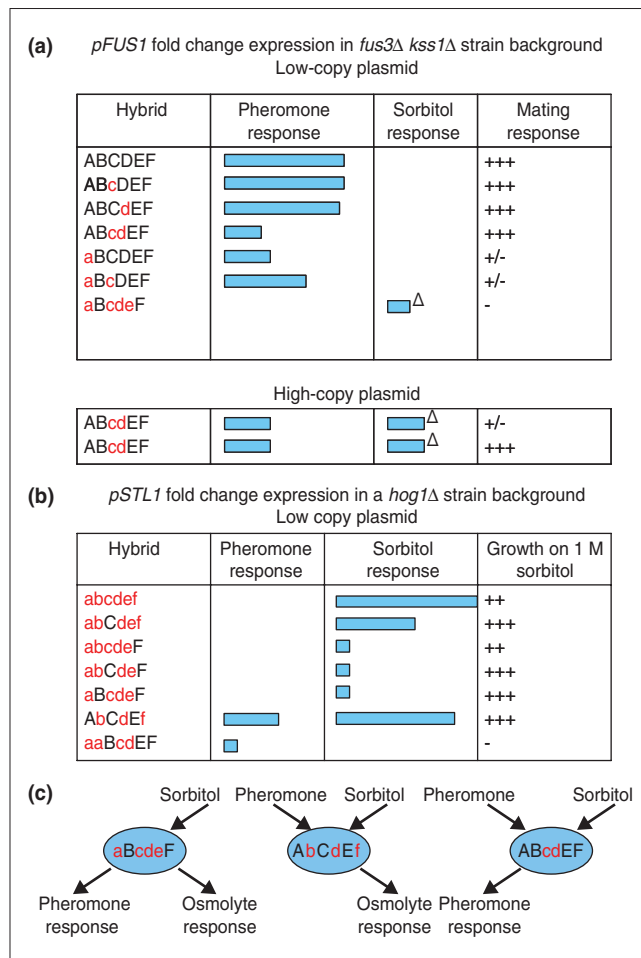 (a) pFUS1 fold change expression in fus3Δ kss1Δ strain background
Low-copy plasmid
Hybrid Pheromone response Sorbitol response Mating response
ABCDEF +++
ABcDEF +++
ABCdEF +++
ABcdEF +++
aBCDEF +/-
aBcDEF +/-
aBcdeF Δ -
High-copy plasmid
ABcdEF Δ +/-
ABcdEF Δ +++
(b) pSTL1 fold change expression in a hog1Δ strain background
Low copy plasmid
Hybrid Pheromone response Sorbitol response Growth on 1 M sorbitol
abcdef ++
abCdef +++
abcdeF ++
abCdeF +++
aBcdeF +++
AbCdEf +++
aaBcdEF -
(c) Sorbitol Pheromone Sorbitol Pheromone Sorbitol
aBcdeF AbCdEf ABcdEF
Pheromone response Osmolyte response Osmolyte response Pheromone response